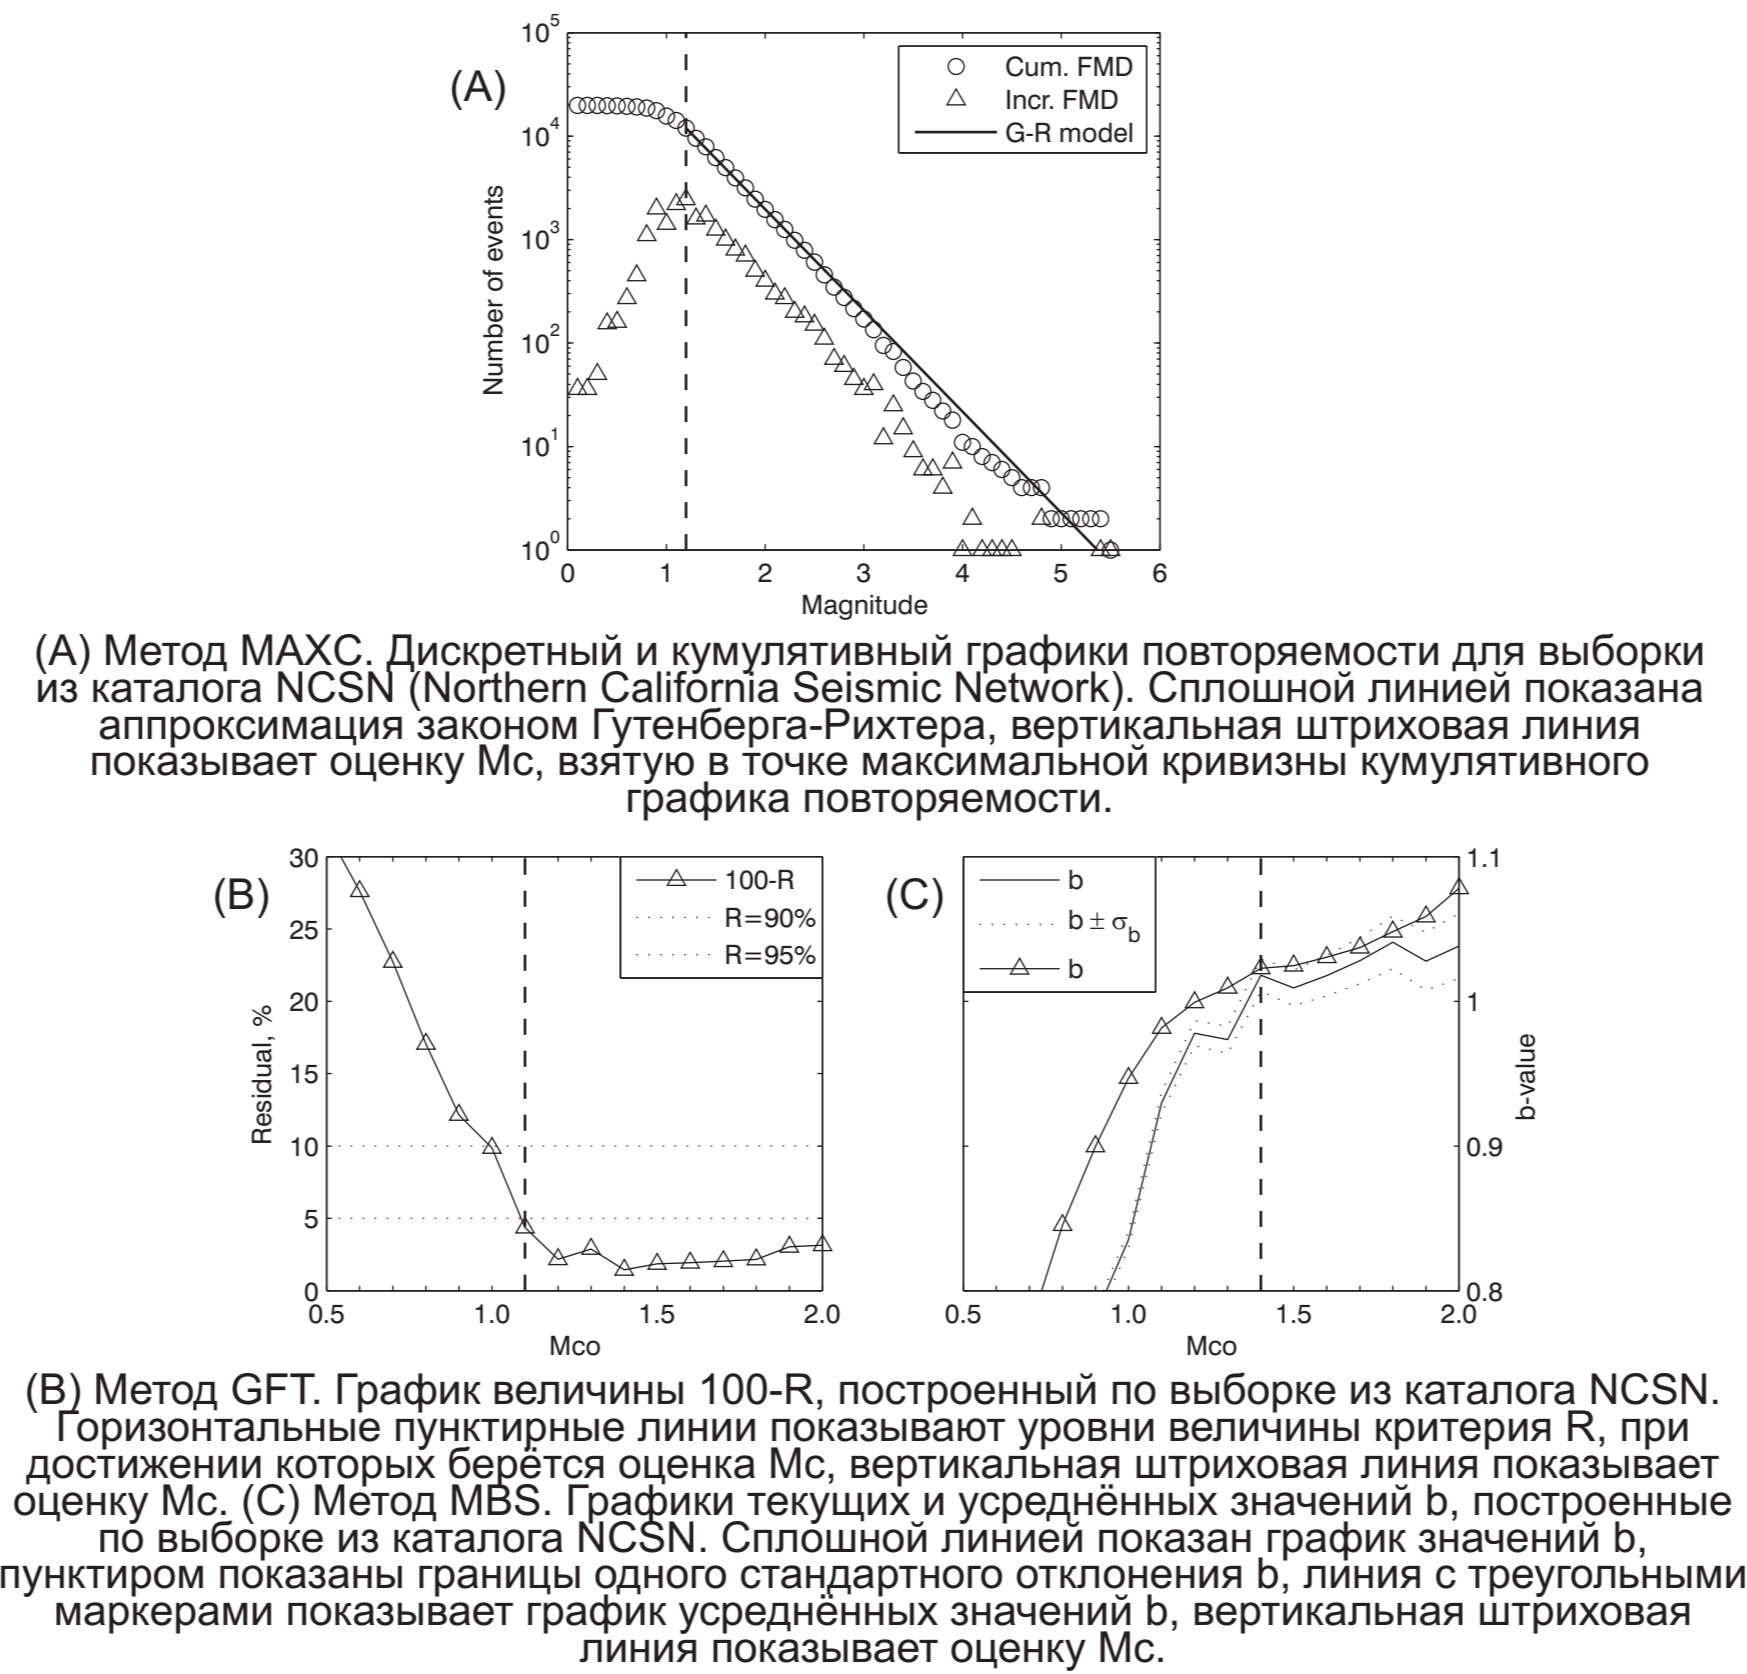 (A)
10^5
10^4
10^3
10^2
10^1
10^0
Number of events
Cum. FMD
Incr. FMD
G-R model
0 1 2 3 4 5 6
Magnitude
(A) Метод MAXC. Дискретный и кумулятивный графики повторяемости для выборки
из каталога NCSN (Northern California Seismic Network). Сплошной линией показана
аппроксимация законом Гутенберга-Рихтера, вертикальная штриховая линия
показывает оценку Mc, взятую в точке максимальной кривизны кумулятивного
графика повторяемости.
(B)
30
25
20
15
10
5
0
Residual, %
100-R
R=90%
R=95%
0.5 1.0 1.5 2.0
Mco
(C)
b
b ± σb
b
1.1
1
0.9
0.8
b-value
0.5 1.0 1.5 2.0
Mco
(B) Метод GFT. График величины 100-R, построенный по выборке из каталога NCSN.
Горизонтальные пунктирные линии показывают уровни величины критерия R, при
достижении которых берётся оценка Mc, вертикальная штриховая линия показывает
оценку Mc. (C) Метод MBS. Графики текущих и усреднённых значений b, построенные
по выборке из каталога NCSN. Сплошной линией показан график значений b,
пунктиром показаны границы одного стандартного отклонения b, линия с треугольными
маркерами показывает график усреднённых значений b, вертикальная штриховая
линия показывает оценку Mc.